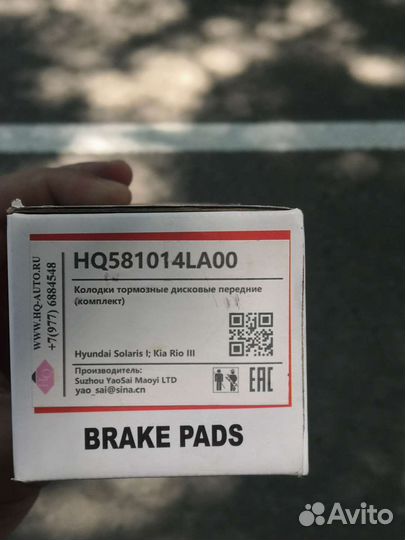 HQ581014LA00
Колодки тормозные дисковые передние
(комплект)
Hyundai Solaris I; Kia Rio III
Производитель:
Suzhou YaoSai Maoyi LTD
yao_sai@sina.cn
WWW.HQ-AUTO.RU
+7(977) 6884548
HQ
EAC
BRAKE PADS
Avito